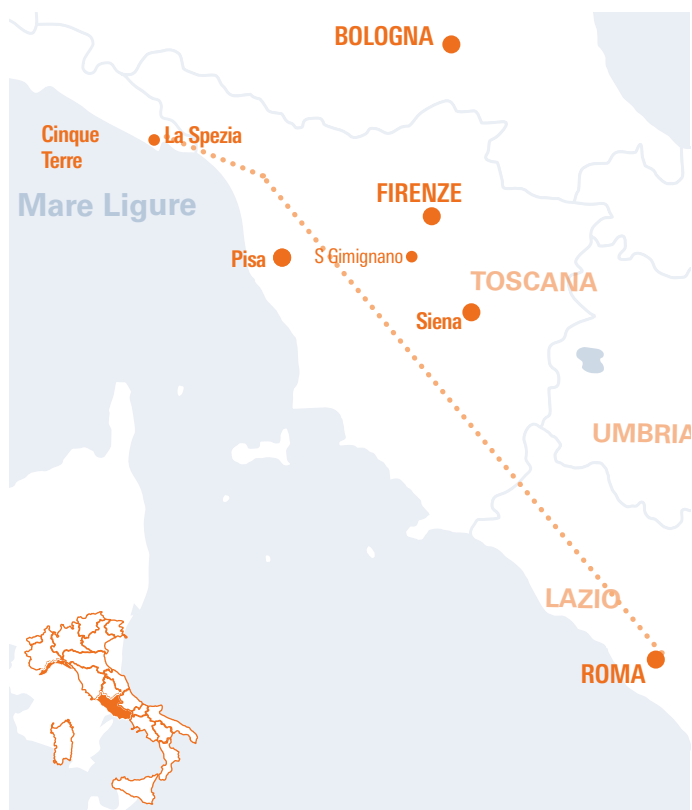 BOLOGNA
Cinque
Terre
La Spezia
Mare Ligure
FIRENZE
Pisa
S Gimignano
TOSCANA
Siena
UMBRIA
LAZIO
ROMA